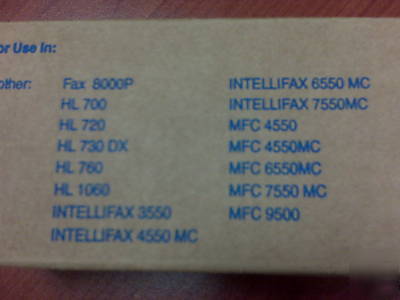 or Use In:
other: Fax 8000P
HL 700
HL 720
HL 730 DX
HL 760
HL 1060
INTELLIFAX 3550
INTELLIFAX 4550 MC
INTELLIFAX 6550 MC
INTELLIFAX 7550MC
MFC 4550
MFC 4550MC
MFC 6550MC
MFC 7550 MC
MFC 9500